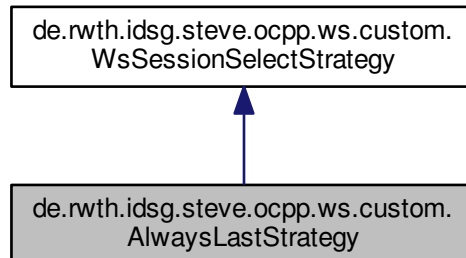 de.rwth.idsg.steve.ocpp.ws.custom.
WsSessionSelectStrategy
de.rwth.idsg.steve.ocpp.ws.custom.
AlwaysLastStrategy